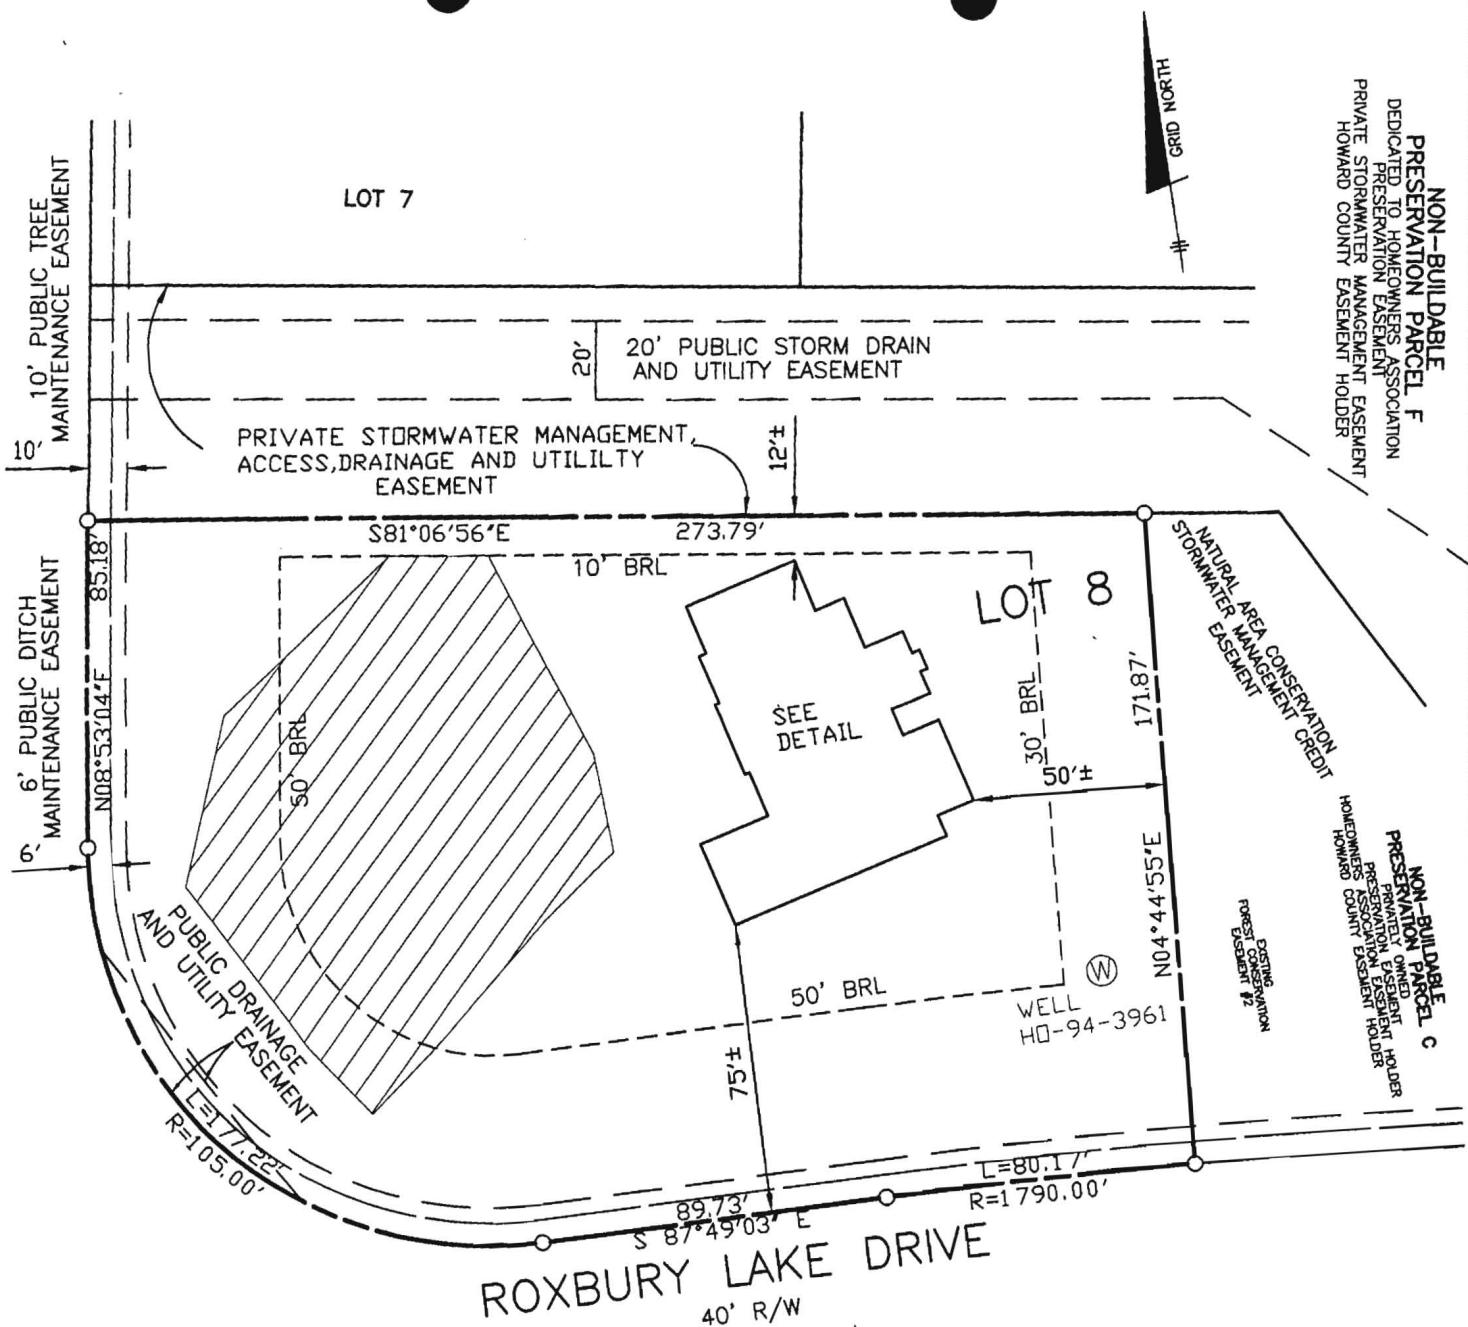 GRID NORTH
NON-BUILDABLE
PRESERVATION PARCEL F
DEDICATED TO HOMEOWNERS ASSOCIATION
PRESERVATION EASEMENT
PRIVATE STORMWATER MANAGEMENT EASEMENT
HOWARD COUNTY EASEMENT HOLDER
LOT 7
10' PUBLIC TREE
MAINTENANCE EASEMENT
20'
20' PUBLIC STORM DRAIN
AND UTILITY EASEMENT
10'
PRIVATE STORMWATER MANAGEMENT,
ACCESS,DRAINAGE AND UTILILTY
EASEMENT
12'±
S81°06'56"E
273.79'
10' BRL
LOT 8
NATURAL AREA CONSERVATION
STORMWATER MANAGEMENT CREDIT
EASEMENT
6' PUBLIC DITCH
MAINTENANCE EASEMENT
85.18'
N08°53'04"E
50' BRL
SEE
DETAIL
30' BRL
171.87'
50'±
6'
N04°44'55"E
NON-BUILDABLE
PRESERVATION PARCEL C
PRIVATELY OWNED
PRESERVATION EASEMENT HOLDER
HOMEOWNERS ASSOCIATION EASEMENT HOLDER
HOWARD COUNTY EASEMENT HOLDER
EXISTING
FOREST CONSERVATION
EASEMENT #2
PUBLIC DRAINAGE
AND UTILITY EASEMENT
50' BRL
W
WELL
HO-94-3961
75'±
L=177.22'
R=105.00'
L=80.17'
R=1790.00'
89.73'
S 87°49'03" E
ROXBURY LAKE DRIVE
40' R/W